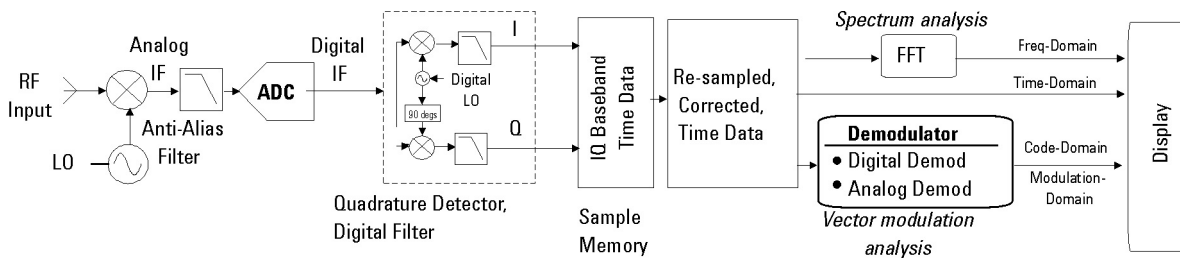 RF
Input
LO
Analog
IF
Anti-Alias
Filter
ADC
Digital
IF
I
Digital
LO
90 degs
Q
Quadrature Detector,
Digital Filter
IQ Baseband
Time Data
Sample
Memory
Re-sampled,
Corrected,
Time Data
Spectrum analysis
FFT
Freq-Domain
Time-Domain
Demodulator
• Digital Demod
• Analog Demod
Vector modulation
analysis
Code-Domain
Modulation-
Domain
Display